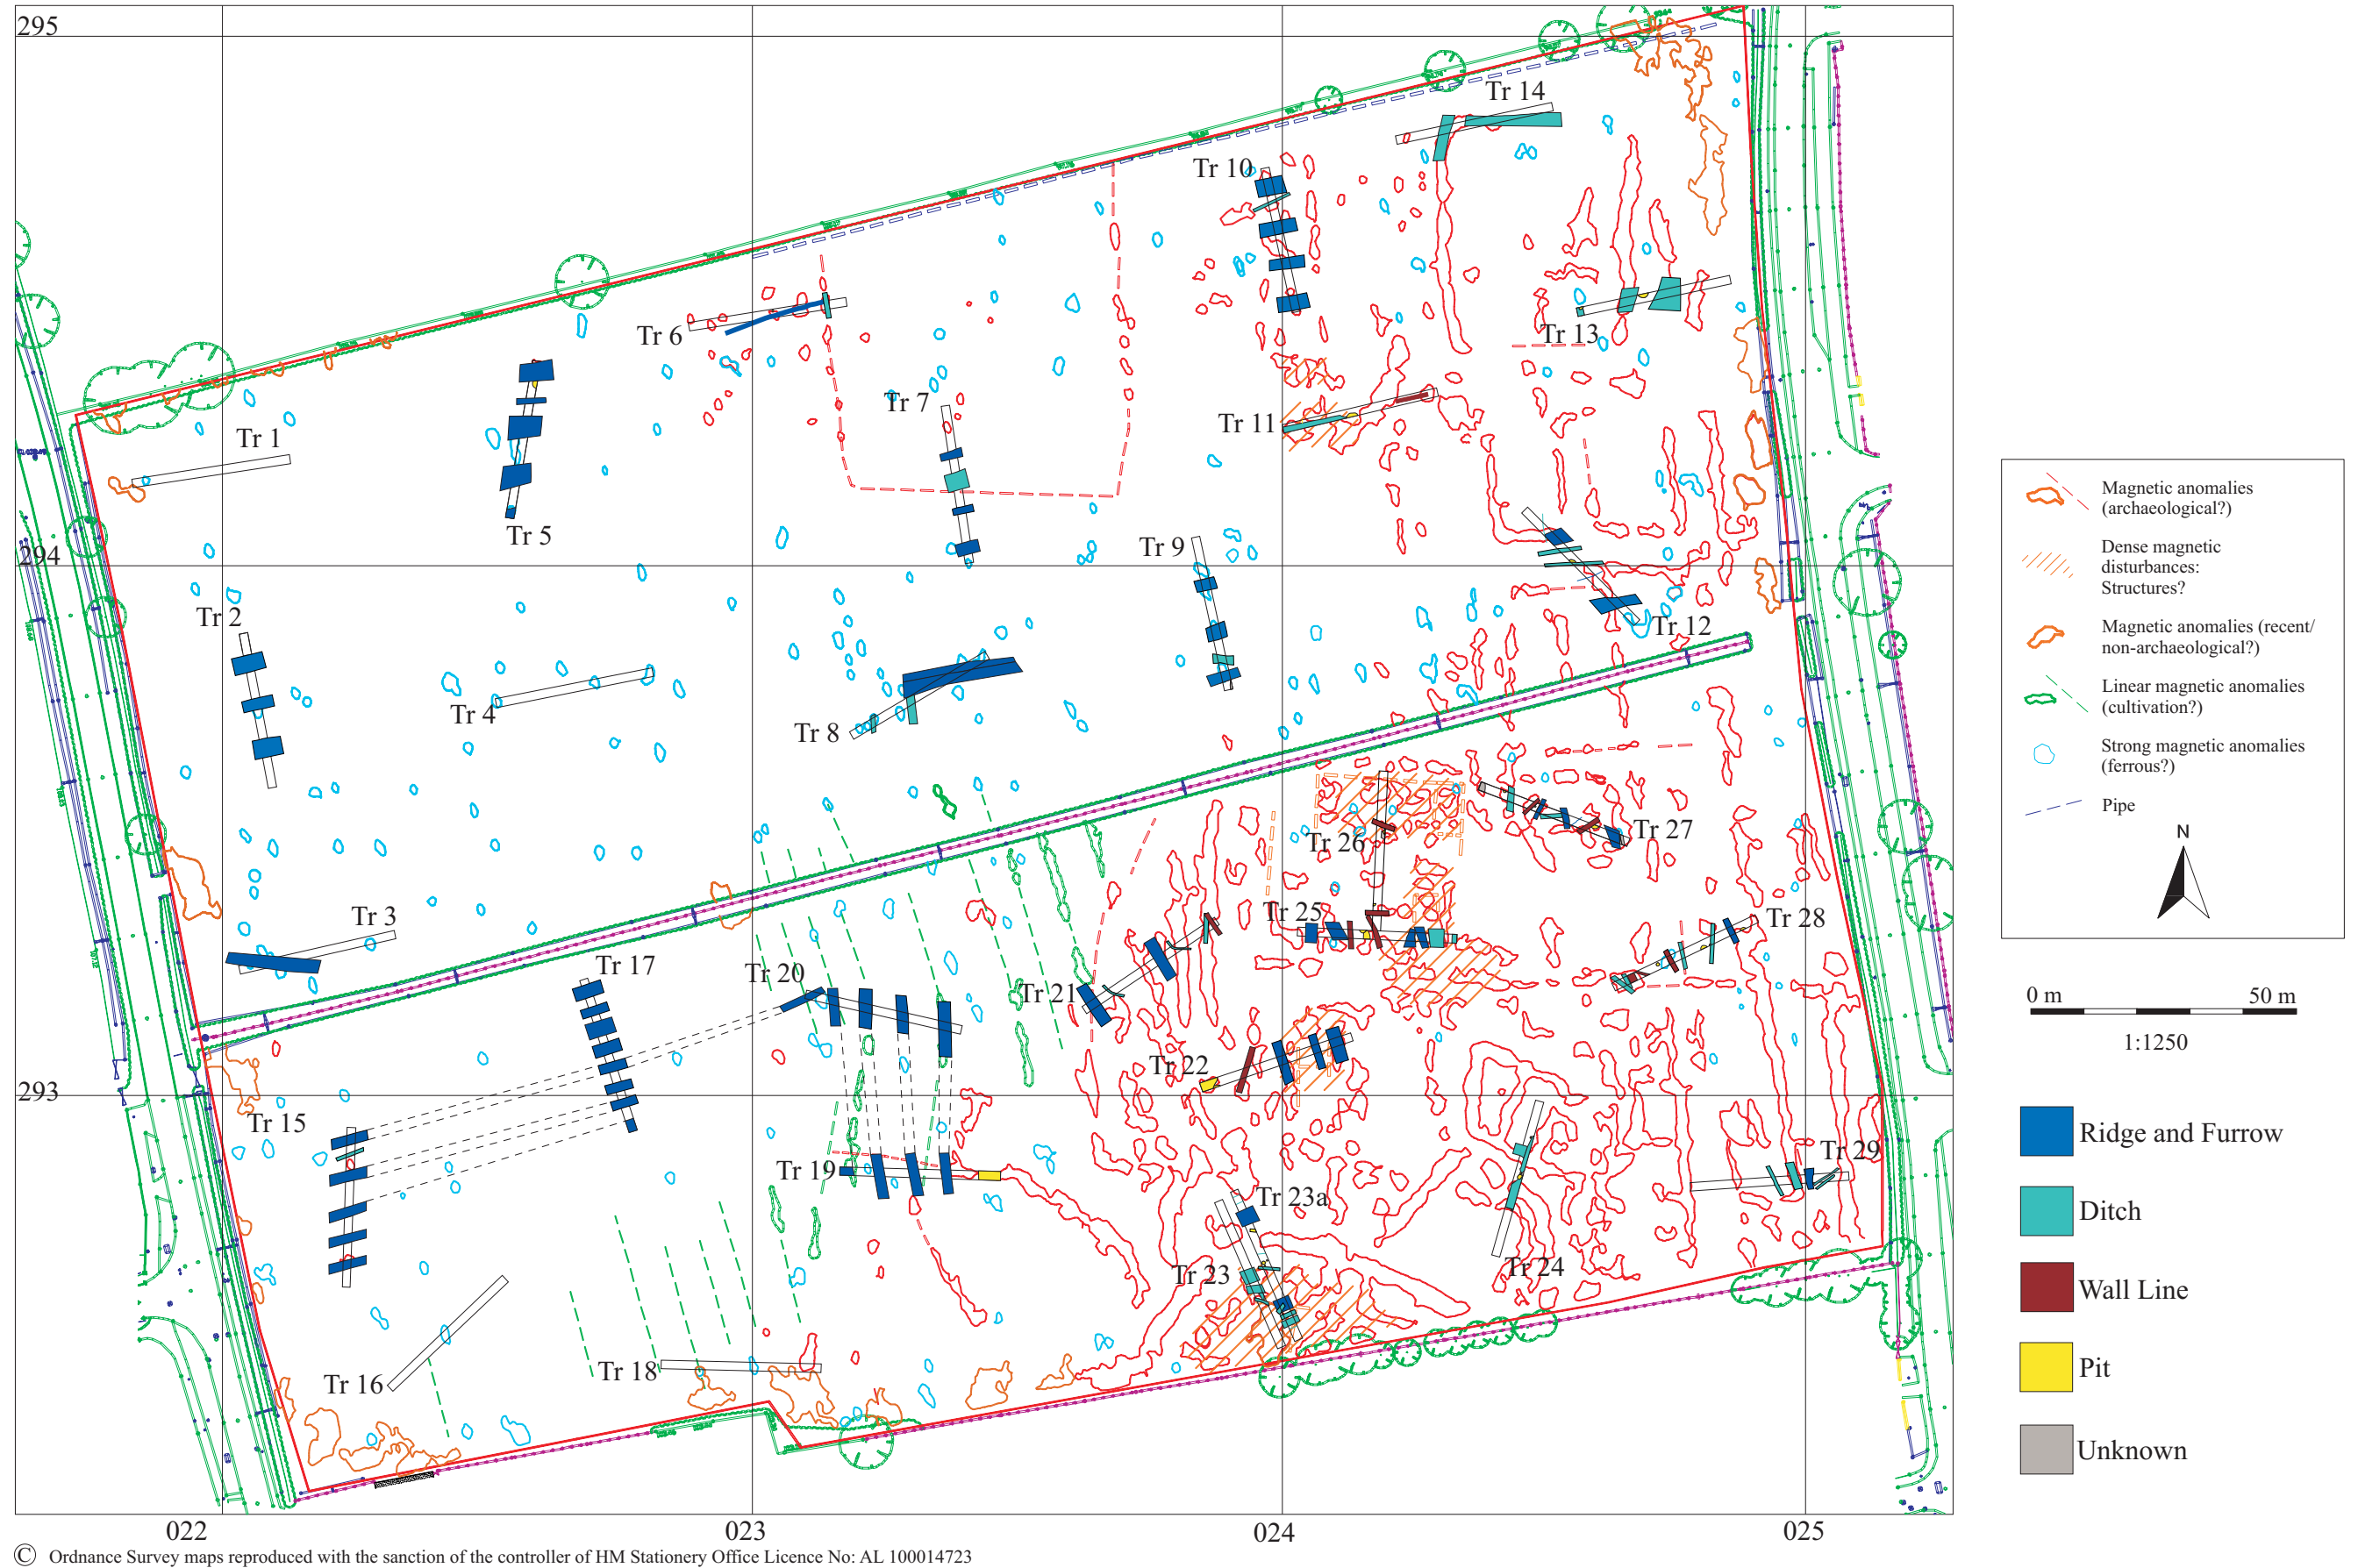 295
Tr 14
Tr 10
Tr 6
Tr 13
Tr 7
Tr 11
Tr 1
Tr 5
294
Tr 9
Tr 2
Tr 12
Tr 4
Tr 8
Tr 26
Tr 27
Tr 25
Tr 28
Tr 3
Tr 17
Tr 20
Tr 21
Tr 22
293
Tr 15
Tr 19
Tr 29
Tr 23a
Tr 23
Tr 24
Tr 18
Tr 16
022
023
024
025
Magnetic anomalies
(archaeological?)
Dense magnetic
disturbances:
Structures?
Magnetic anomalies (recent/
non-archaeological?)
Linear magnetic anomalies
(cultivation?)
Strong magnetic anomalies
(ferrous?)
Pipe
N
0 m 50 m
1:1250
Ridge and Furrow
Ditch
Wall Line
Pit
Unknown
© Ordnance Survey maps reproduced with the sanction of the controller of HM Stationery Office Licence No: AL 100014723